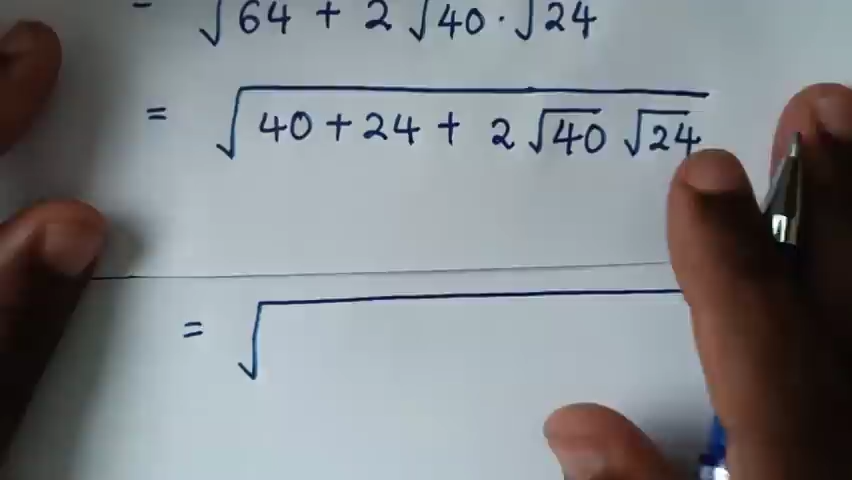 = √64 + 2 √40 · √24
= √40 + 24 + 2 √40 √24
= √